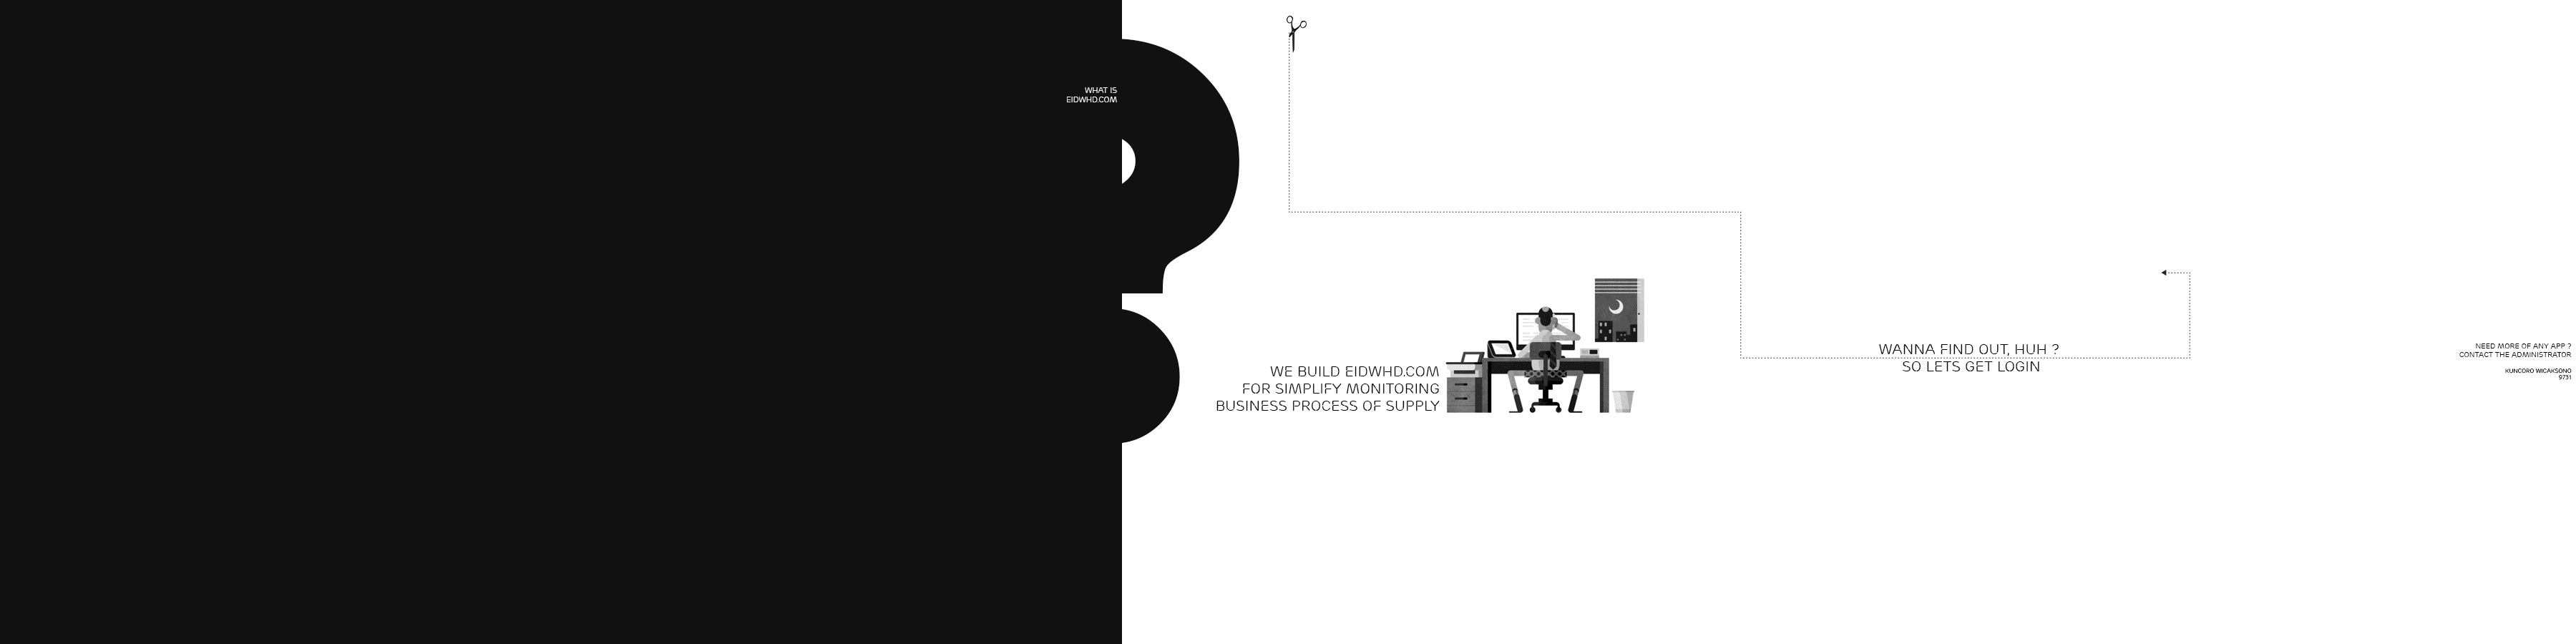 WHAT IS
EIDWHD.COM
WE BUILD EIDWHD.COM
FOR SIMPLIFY MONITORING
BUSINESS PROCESS OF SUPPLY
WANNA FIND OUT, HUH ?
SO LETS GET LOGIN
NEED MORE OF ANY APP ?
CONTACT THE ADMINISTRATOR
KUNCORO WICAKSONO
9731